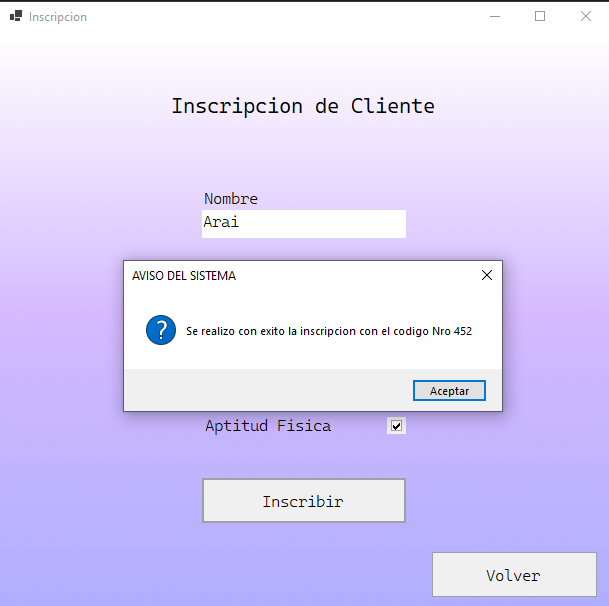 Inscripcion
Inscripcion de Cliente
Nombre
Arai
AVISO DEL SISTEMA
Se realizo con exito la inscripcion con el codigo Nro 452
Aceptar
Aptitud Fisica
Inscribir
Volver